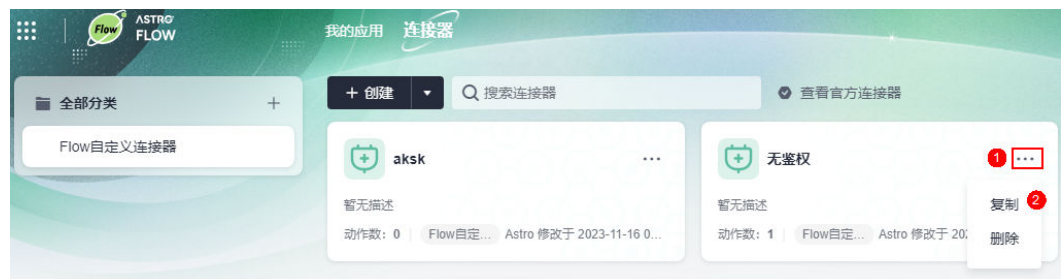 Flow ASTRO FLOW 我的应用 连接器
全部分类 +
+ 创建 搜索连接器 查看官方连接器
Flow自定义连接器
aksk ...
无鉴权 1 ...
暂无描述
动作数: 0 Flow自定... Astro 修改于 2023-11-16 0...
暂无描述
动作数: 1 Flow自定... Astro 修改于 202
复制 2
删除